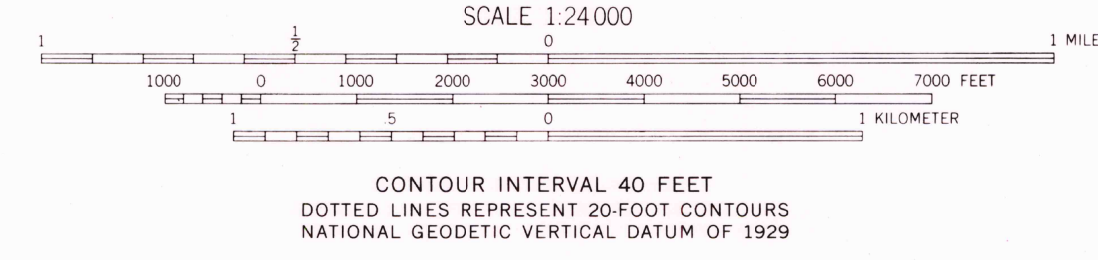 SCALE 1:24 000
1 1/2 0 1 MILE
1000 0 1000 2000 3000 4000 5000 6000 7000 FEET
1 .5 0 1 KILOMETER
CONTOUR INTERVAL 40 FEET
DOTTED LINES REPRESENT 20-FOOT CONTOURS
NATIONAL GEODETIC VERTICAL DATUM OF 1929